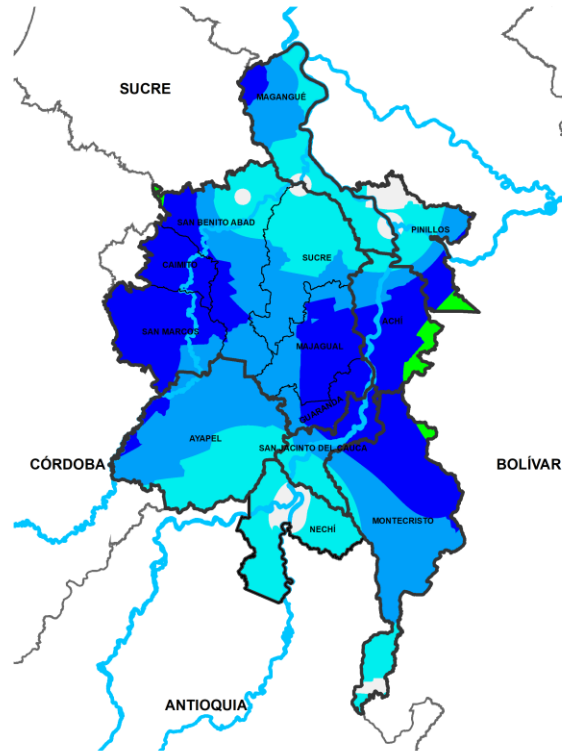 SUCRE
MAGANGUÉ
SAN BENITO ABAD
PINILLOS
SUCRE
CAIMITO
SAN MARCOS
ACHÍ
MAJAGUAL
GUARANDA
AYAPEL
SAN JACINTO DEL CAUCA
CÓRDOBA
BOLÍVAR
MONTECRISTO
NECHÍ
ANTIOQUIA